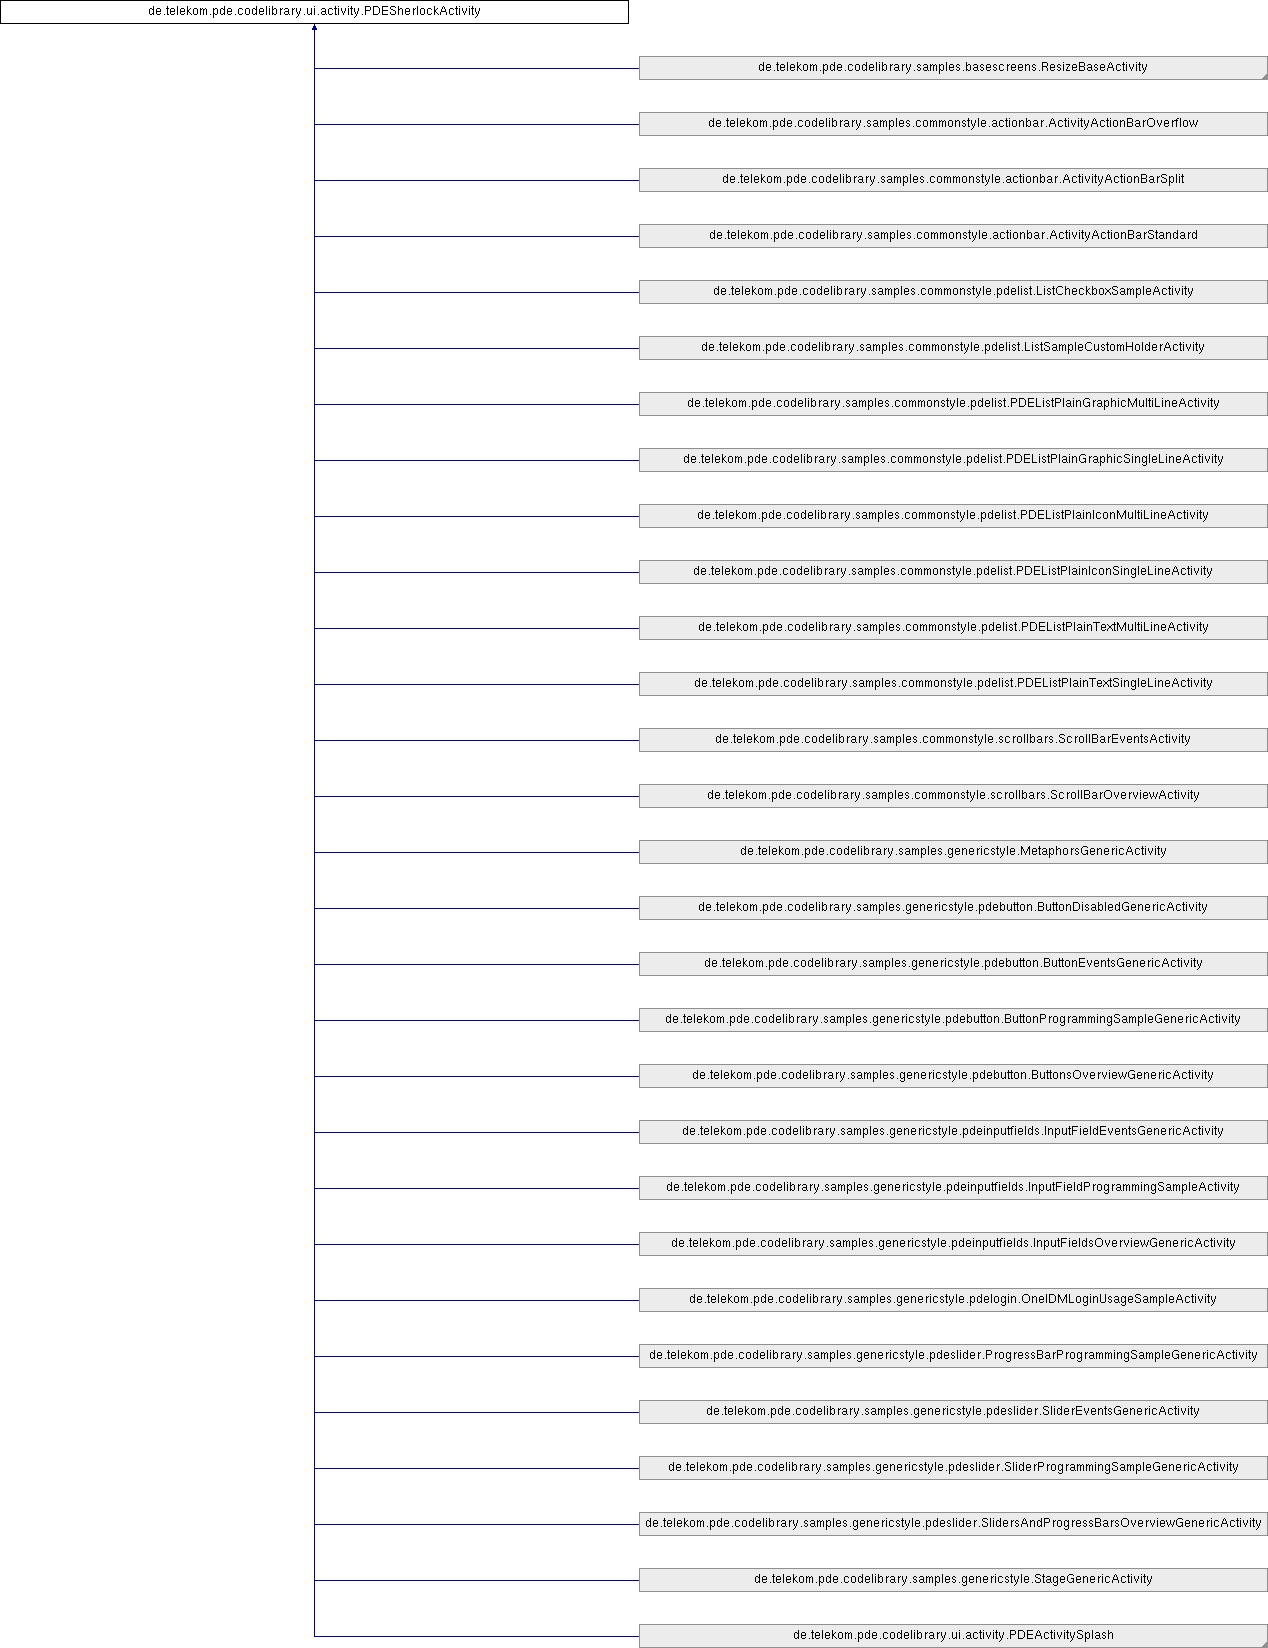 de.telekom.pde.codelibrary.ui.activity.PDESherlockActivity
de.telekom.pde.codelibrary.samples.basescreens.ResizeBaseActivity
de.telekom.pde.codelibrary.samples.commonstyle.actionbar.ActivityActionBarOverflow
de.telekom.pde.codelibrary.samples.commonstyle.actionbar.ActivityActionBarSplit
de.telekom.pde.codelibrary.samples.commonstyle.actionbar.ActivityActionBarStandard
de.telekom.pde.codelibrary.samples.commonstyle.pdelist.ListCheckboxSampleActivity
de.telekom.pde.codelibrary.samples.commonstyle.pdelist.ListSampleCustomHolderActivity
de.telekom.pde.codelibrary.samples.commonstyle.pdelist.PDEListPlainGraphicMultiLineActivity
de.telekom.pde.codelibrary.samples.commonstyle.pdelist.PDEListPlainGraphicSingleLineActivity
de.telekom.pde.codelibrary.samples.commonstyle.pdelist.PDEListPlainIconMultiLineActivity
de.telekom.pde.codelibrary.samples.commonstyle.pdelist.PDEListPlainIconSingleLineActivity
de.telekom.pde.codelibrary.samples.commonstyle.pdelist.PDEListPlainTextMultiLineActivity
de.telekom.pde.codelibrary.samples.commonstyle.pdelist.PDEListPlainTextSingleLineActivity
de.telekom.pde.codelibrary.samples.commonstyle.scrollbars.ScrollBarEventsActivity
de.telekom.pde.codelibrary.samples.commonstyle.scrollbars.ScrollBarOverviewActivity
de.telekom.pde.codelibrary.samples.genericstyle.MetaphorsGenericActivity
de.telekom.pde.codelibrary.samples.genericstyle.pdebutton.ButtonDisabledGenericActivity
de.telekom.pde.codelibrary.samples.genericstyle.pdebutton.ButtonEventsGenericActivity
de.telekom.pde.codelibrary.samples.genericstyle.pdebutton.ButtonProgrammingSampleGenericActivity
de.telekom.pde.codelibrary.samples.genericstyle.pdebutton.ButtonsOverviewGenericActivity
de.telekom.pde.codelibrary.samples.genericstyle.pdeinputfields.InputFieldEventsGenericActivity
de.telekom.pde.codelibrary.samples.genericstyle.pdeinputfields.InputFieldProgrammingSampleActivity
de.telekom.pde.codelibrary.samples.genericstyle.pdeinputfields.InputFieldsOverviewGenericActivity
de.telekom.pde.codelibrary.samples.genericstyle.pdelogin.OneIDMLoginUsageSampleActivity
de.telekom.pde.codelibrary.samples.genericstyle.pdeslider.ProgressBarProgrammingSampleGenericActivity
de.telekom.pde.codelibrary.samples.genericstyle.pdeslider.SliderEventsGenericActivity
de.telekom.pde.codelibrary.samples.genericstyle.pdeslider.SliderProgrammingSampleGenericActivity
de.telekom.pde.codelibrary.samples.genericstyle.pdeslider.SlidersAndProgressBarsOverviewGenericActivity
de.telekom.pde.codelibrary.samples.genericstyle.StageGenericActivity
de.telekom.pde.codelibrary.ui.activity.PDEActivitySplash